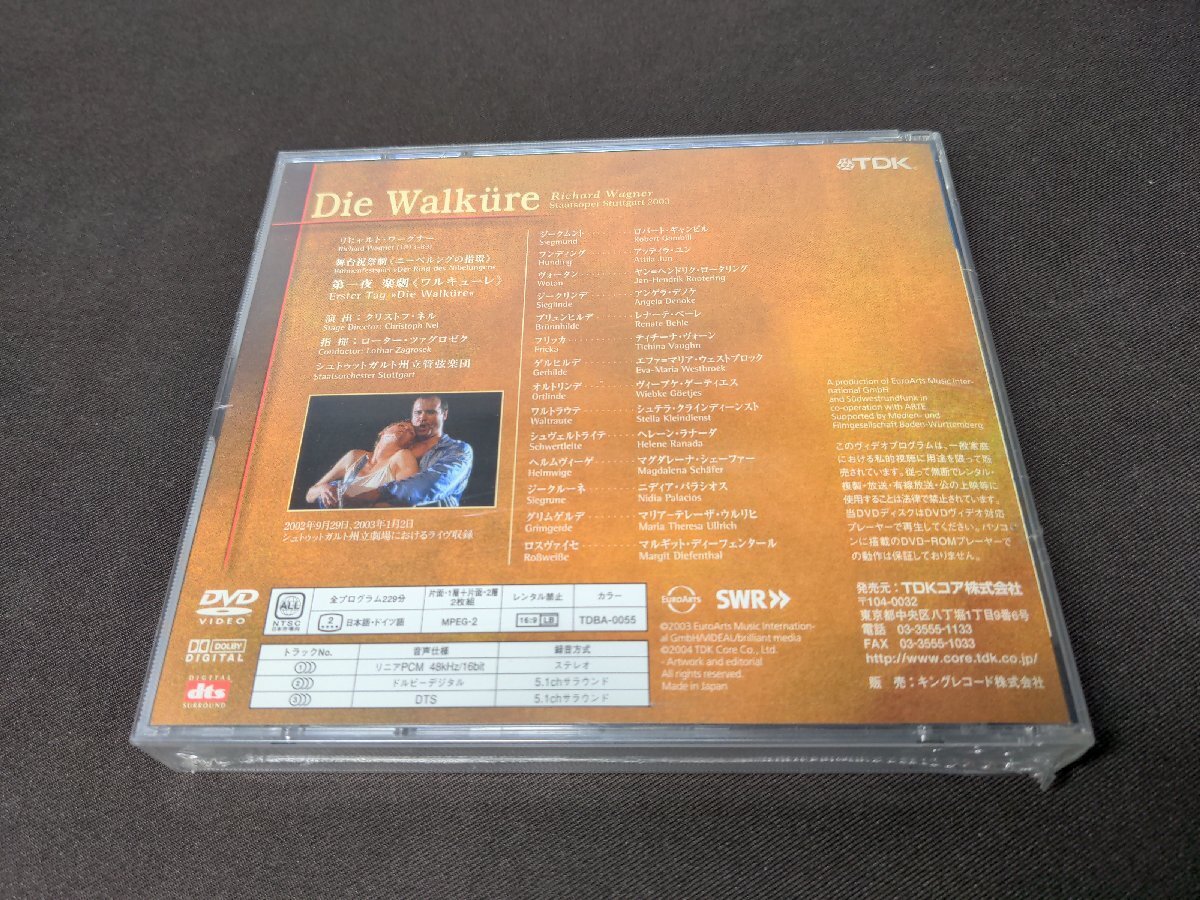 TDK
Die Walküre
Richard Wagner
Staatsoper Stuttgart 2003
リヒャルト・ワーグナー
Richard Wagner (1813-83)
舞台祝祭劇《ニーベルングの指環》
Bühnenfestspiel »Der Ring des Nibelungen«
第一夜 楽劇《ワルキューレ》
Erster Tag »Die Walküre«
演出：クリストフ・ネル
Stage Director: Christoph Nel
指揮：ローター・ツァグロゼク
Conductor: Lothar Zagrosek
シュトゥットガルト州立管弦楽団
Staatsorchester Stuttgart
2002年9月29日、2003年1月2日
シュトゥットガルト州立劇場におけるライヴ収録
ジークムント ロバート・ギャンビル
Siegmund Robert Gambill
フンディング アッティラ・ユン
Hunding Attila Jun
ヴォータン ヤン=ヘンドリク・ロータリング
Wotan Jan-Hendrik Rootering
ジークリンデ アンゲラ・デノケ
Sieglinde Angela Denoke
ブリュンヒルデ レナーテ・ベーレ
Brünnhilde Renate Behle
フリッカ ティチーナ・ヴォーン
Fricka Tichina Vaughn
ゲルヒルデ エファ=マリア・ウェストブロック
Gerhilde Eva-Maria Westbroek
オルトリンデ ヴィーブケ・ゲーティエス
Ortlinde Wiebke Göetjes
ワルトラウテ シュテラ・クラインディーンスト
Waltraute Stella Kleindienst
シュヴェルトライテ ヘレーン・ラナーダ
Schwertleite Helene Ranada
ヘルムヴィーゲ マグダレーナ・シェーファー
Helmwige Magdalena Schäfer
ジークルーネ ニディア・パラシオス
Siegrune Nidia Palacios
グリムゲルデ マリア=テレーザ・ウルリヒ
Grimgerde Maria Theresa Ullrich
ロスヴァイセ マルギット・ディーフェンタール
Roßweiße Margit Diefenthal
A production of EuroArts Music Inter-
national GmbH
and Südwestrundfunk in
co-operation with ARTE
Supported by Medien- und
Filmgesellschaft Baden-Württemberg
このヴィデオプログラムは、一般家庭
における私的視聴に用途を限って販
売されています。従って無断でレンタル・
複製・放送・有線放送・公の上映等に
使用することは法律で禁止されています。
当DVDディスクはDVDヴィデオ対応
プレーヤーで再生してください。パソコ
ンに搭載のDVD-ROMプレーヤーで
の動作は保証しておりません。
DVD
VIDEO
DOLBY
DIGITAL
DIGITAL
dts
SURROUND
ALL
NTSC
日本市場向
全プログラム229分
片面・1層+片面・2層
2枚組
レンタル禁止
カラー
2 日本語・ドイツ語
MPEG-2
16:9 LB
TDBA-0055
トラックNo. 音声仕様 録音方式
1 リニアPCM 48kHz/16bit ステレオ
2 ドルビーデジタル 5.1chサラウンド
3 DTS 5.1chサラウンド
EUROARTS
SWR
©2003 EuroArts Music Internation-
al GmbH/VIDEAL/brilliant media
©2004 TDK Core Co., Ltd.
- Artwork and editorial
All rights reserved.
Made in Japan
発売元：TDKコア株式会社
〒104-0032
東京都中央区八丁堀1丁目9番6号
電話 03-3555-1133
FAX 03-3555-1033
http://www.core.tdk.co.jp/
販売：キングレコード株式会社